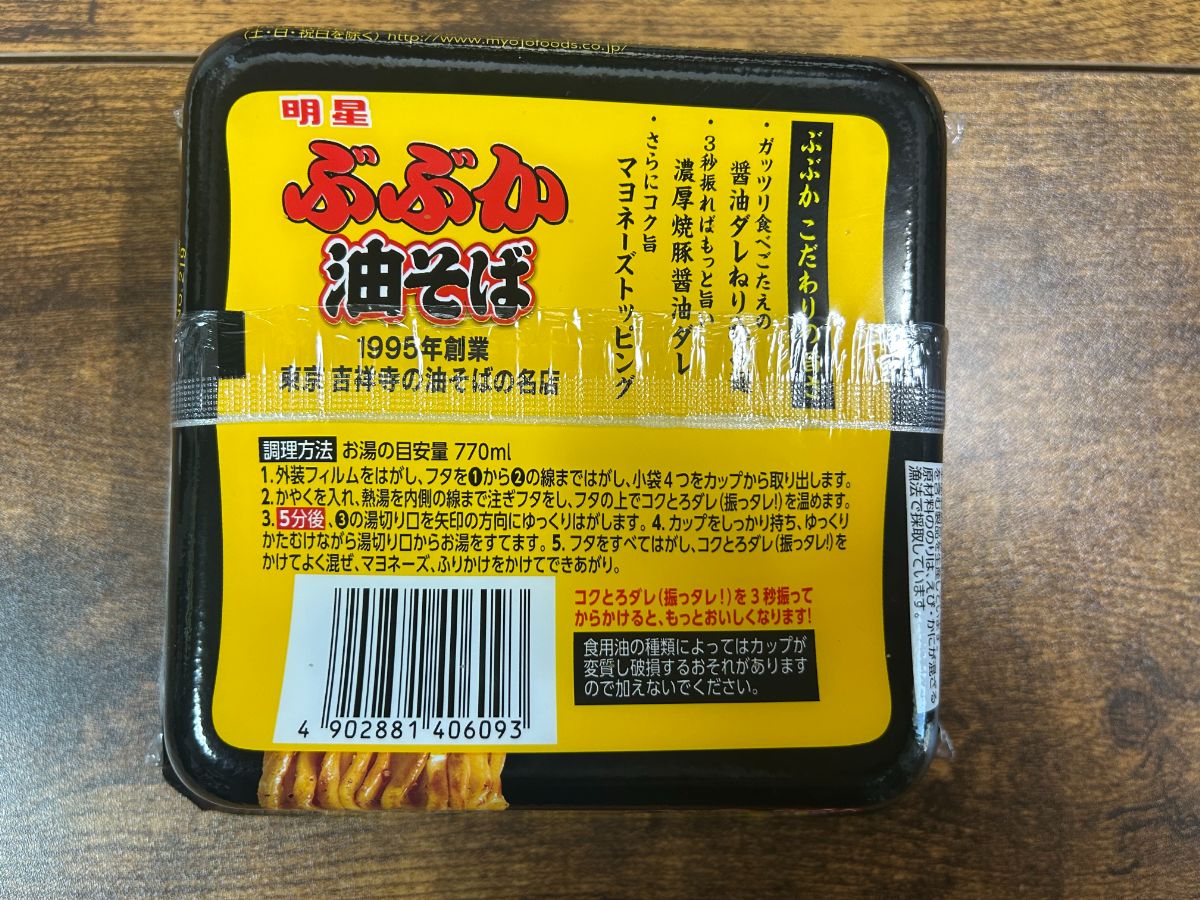 (土・日・祝日を除く) http://www.myojofoods.co.jp/
明星
ぶぶか
油そば
1995年創業
東京 吉祥寺の油そばの名店
ぶぶか こだわりの旨さ
・ガッツリ食べごたえの
醤油ダレねり
・3秒振ればもっと旨い
濃厚焼豚醤油ダレ
・さらにコク旨
マヨネーズトッピング
調理方法 お湯の目安量 770ml
1.外装フィルムをはがし、フタを❶から❷の線まではがし、小袋4つをカップから取り出します。
2.かやくを入れ、熱湯を内側の線まで注ぎフタをし、フタの上でコクとろダレ(振っタレ!)を温めます。
3.5分後、❸の湯切り口を矢印の方向にゆっくりはがします。4.カップをしっかり持ち、ゆっくり
かたむけながら湯切り口からお湯をすてます。5.フタをすべてはがし、コクとろダレ(振っタレ!)を
かけてよく混ぜ、マヨネーズ、ふりかけをかけてできあがり。
コクとろダレ(振っタレ!)を3秒振って
からかけると、もっとおいしくなります!
食用油の種類によってはカップが
変質し破損するおそれがあります
ので加えないでください。
4 902881 406093
原材料ののりは、えび・かにが混ざる
漁法で採取しています。